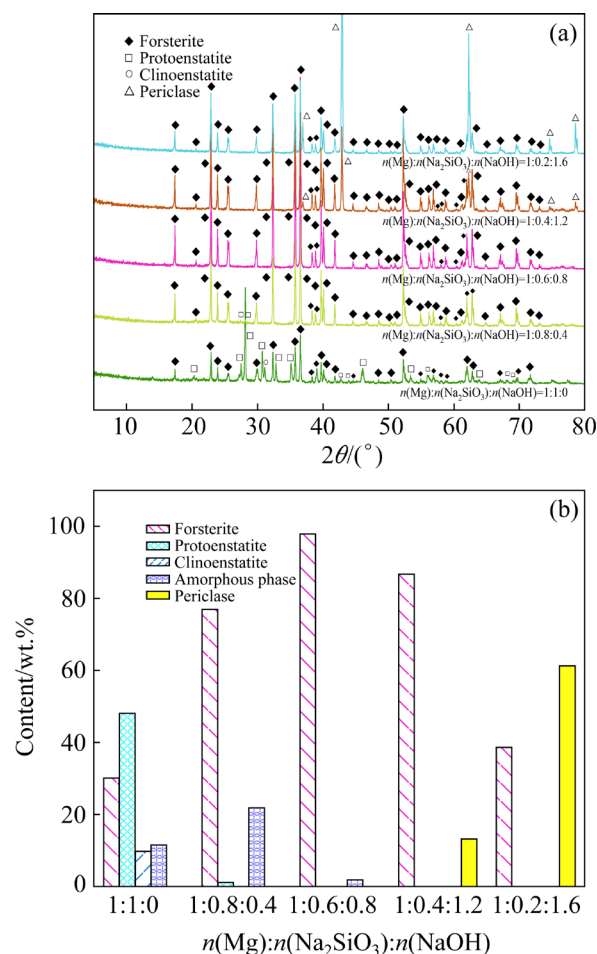 (a)
◆ Forsterite
□ Protoenstatite
○ Clinoenstatite
△ Periclase
n(Mg):n(Na₂SiO₃):n(NaOH)=1:0.2:1.6
n(Mg):n(Na₂SiO₃):n(NaOH)=1:0.4:1.2
n(Mg):n(Na₂SiO₃):n(NaOH)=1:0.6:0.8
n(Mg):n(Na₂SiO₃):n(NaOH)=1:0.8:0.4
n(Mg):n(Na₂SiO₃):n(NaOH)=1:1:0
10 20 30 40 50 60 70 80
2θ/(°)
(b)
Forsterite
Protoenstatite
Clinoenstatite
Amorphous phase
Periclase
100
80
60
40
20
0
Content/wt.%
1:1:0 1:0.8:0.4 1:0.6:0.8 1:0.4:1.2 1:0.2:1.6
n(Mg):n(Na₂SiO₃):n(NaOH)